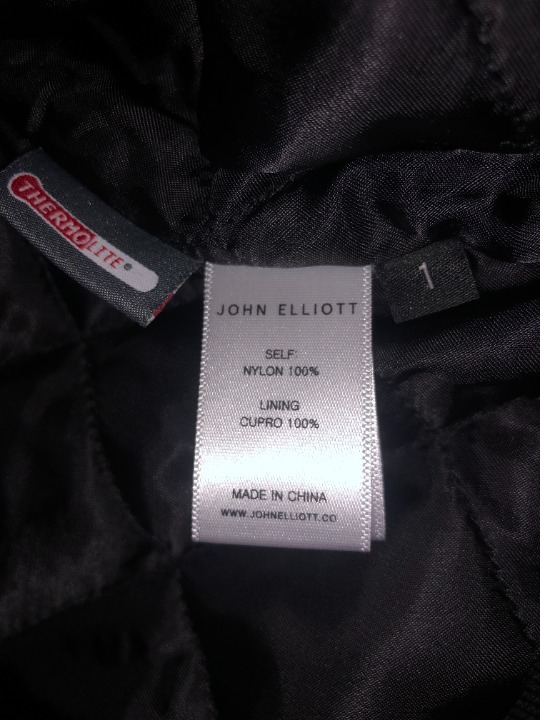 THERMOLITE®
JOHN ELLIOTT
1
SELF:
NYLON 100%
LINING
CUPRO 100%
MADE IN CHINA
WWW.JOHNELLIOTT.CO